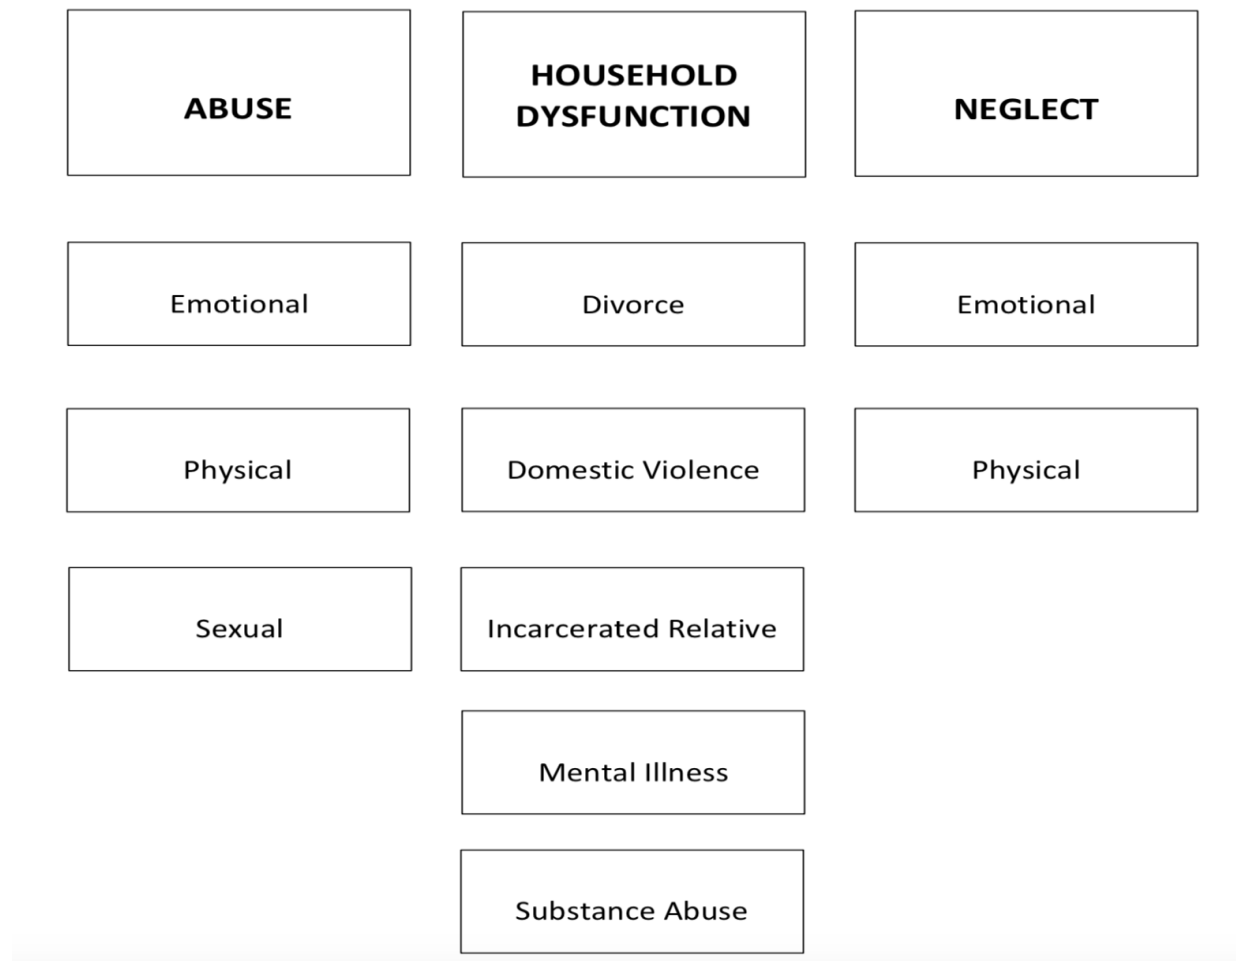 ABUSE
HOUSEHOLD
DYSFUNCTION
NEGLECT
Emotional
Divorce
Emotional
Physical
Domestic Violence
Physical
Sexual
Incarcerated Relative
Mental Illness
Substance Abuse